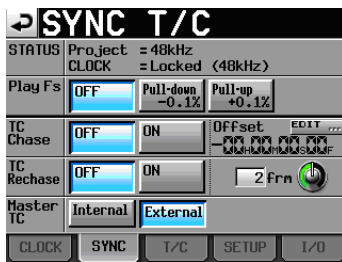 SYNC T/C
STATUS Project =48kHz
CLOCK =Locked (48kHz)
Play Fs OFF Pull-down -0.1% Pull-up +0.1%
TC Chase OFF ON Offset EDIT ...
-00H00M00S00F
TC Rechase OFF ON 2 frm
Master TC Internal External
CLOCK SYNC T/C SETUP I/O